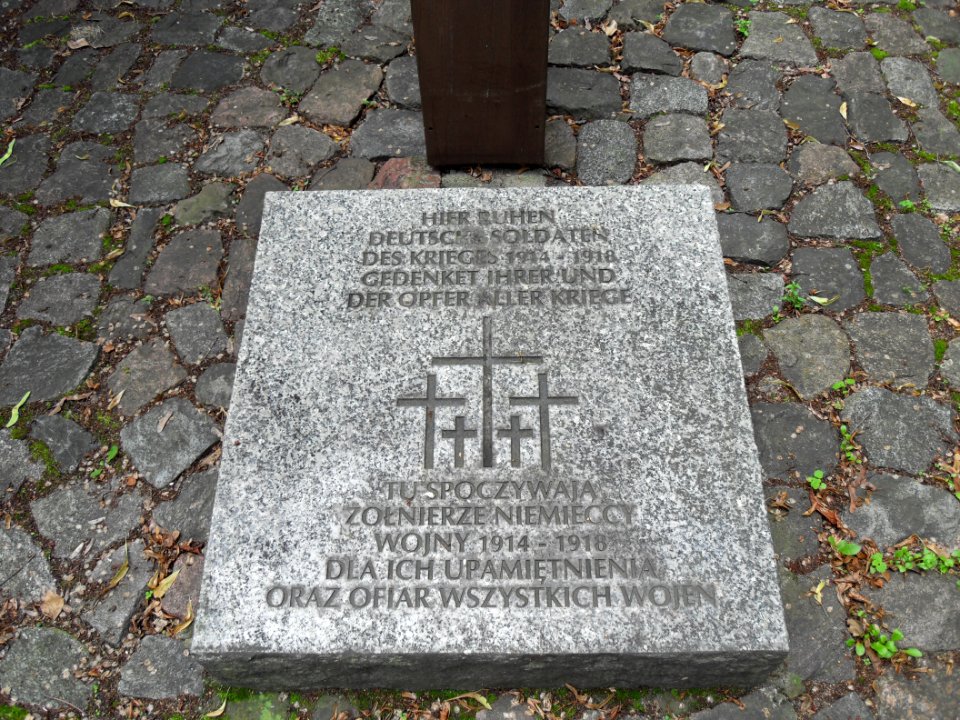 HIER RUHEN
DEUTSCHE SOLDATEN
DES KRIEGES 1914 - 1918
GEDENKET IHRER UND
DER OPFER ALLER KRIEGE
TU SPOCZYWAJĄ
ŻOŁNIERZE NIEMIECCY
WOJNY 1914 - 1918
DLA ICH UPAMIĘTNIENIA
ORAZ OFIAR WSZYSTKICH WOJEN